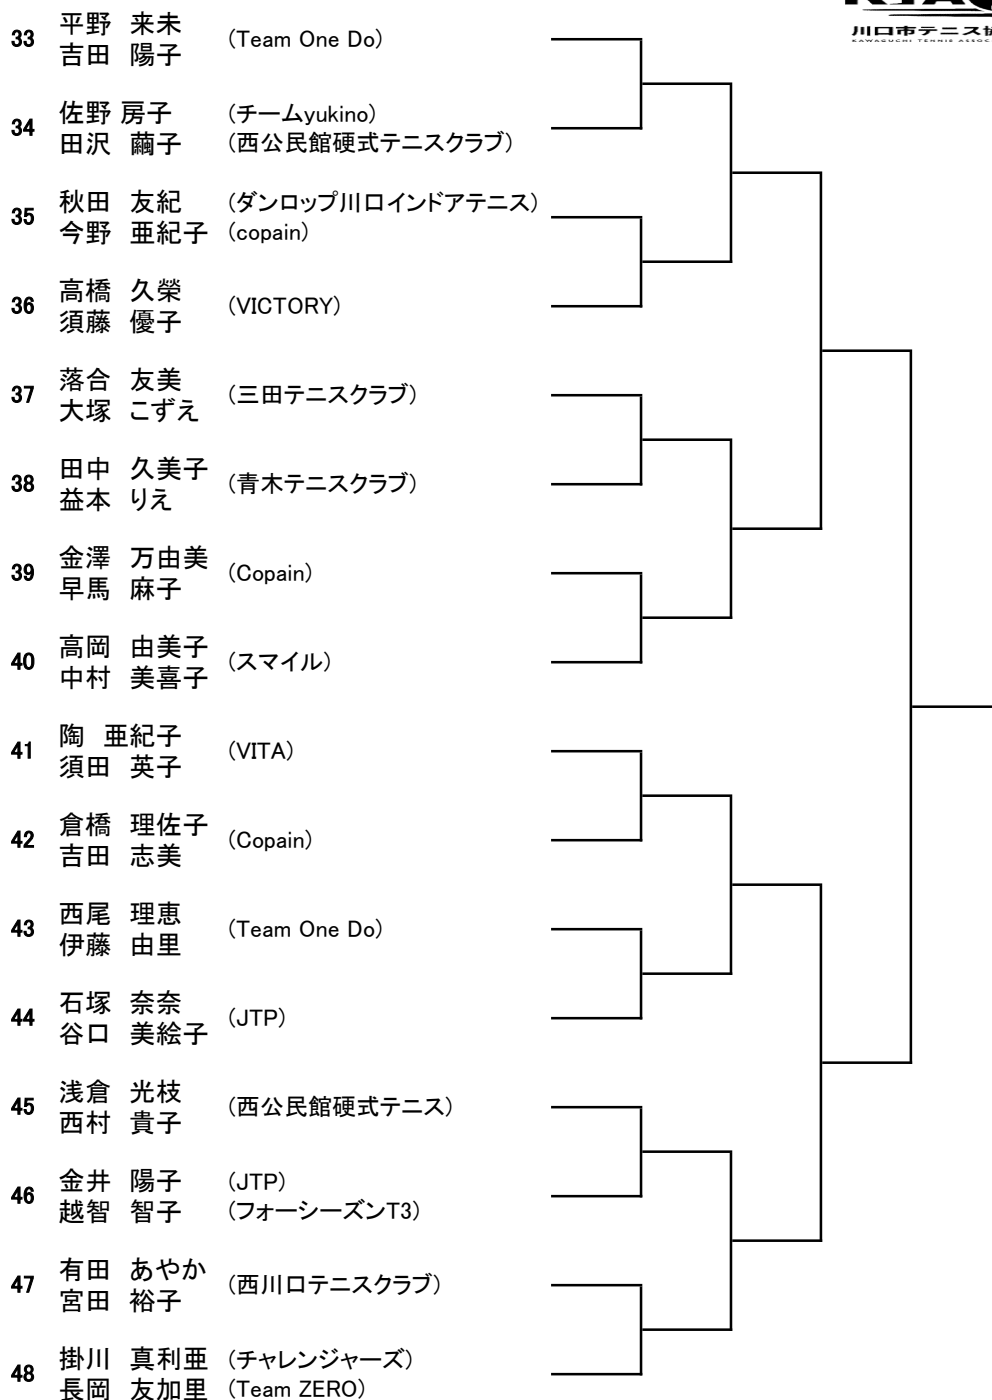 川口市テニス協
KAWAGUCHI TENNIS ASSOC
33 平野 来未 (Team One Do)
吉田 陽子
34 佐野 房子 (チームyukino)
田沢 繭子 (西公民館硬式テニスクラブ)
35 秋田 友紀 (ダンロップ川口インドアテニス)
今野 亜紀子 (copain)
36 高橋 久榮 (VICTORY)
須藤 優子
37 落合 友美 (三田テニスクラブ)
大塚 こずえ
38 田中 久美子 (青木テニスクラブ)
益本 りえ
39 金澤 万由美 (Copain)
早馬 麻子
40 高岡 由美子 (スマイル)
中村 美喜子
41 陶 亜紀子 (VITA)
須田 英子
42 倉橋 理佐子 (Copain)
吉田 志美
43 西尾 理恵 (Team One Do)
伊藤 由里
44 石塚 奈奈 (JTP)
谷口 美絵子
45 浅倉 光枝 (西公民館硬式テニス)
西村 貴子
46 金井 陽子 (JTP)
越智 智子 (フォーシーズンT3)
47 有田 あやか (西川口テニスクラブ)
宮田 裕子
48 掛川 真利亜 (チャレンジャーズ)
長岡 友加里 (Team ZERO)